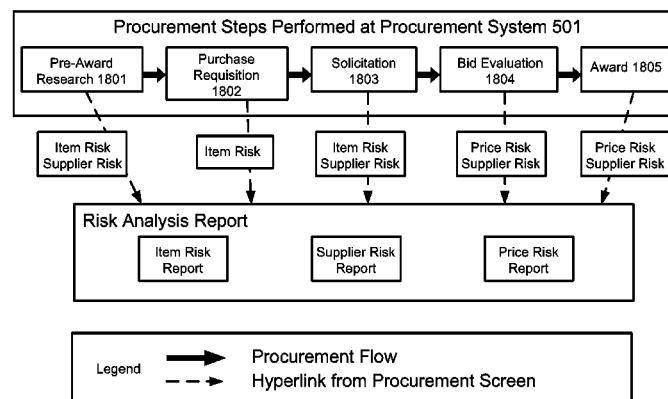 Procurement Steps Performed at Procurement System 501
Pre-Award
Research 1801
Purchase
Requisition
1802
Solicitation
1803
Bid Evaluation
1804
Award 1805
Item Risk
Supplier Risk
Item Risk
Item Risk
Supplier Risk
Price Risk
Supplier Risk
Price Risk
Supplier Risk
Risk Analysis Report
Item Risk
Report
Supplier Risk
Report
Price Risk
Report
Legend
Procurement Flow
Hyperlink from Procurement Screen